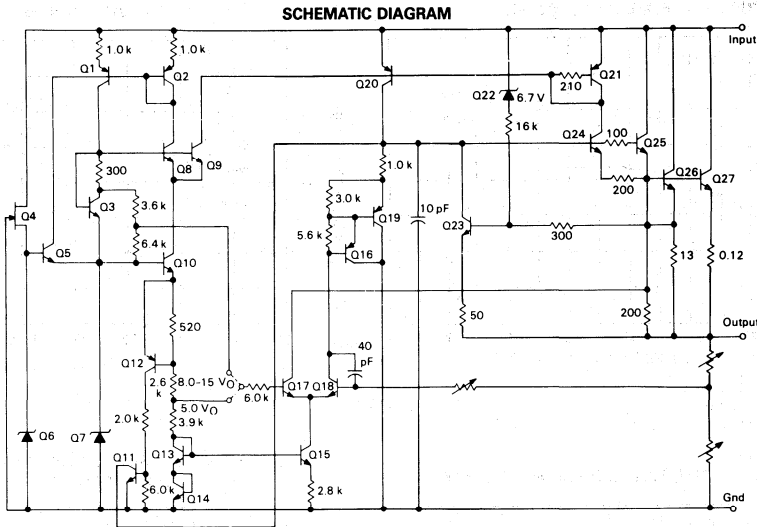 SCHEMATIC DIAGRAM
Input
1.0 k
1.0 k
Q1
Q2
Q20
Q21
210
Q22
6.7 V
16 k
Q24
100
Q25
Q8
Q9
300
1.0 k
200
Q26
Q27
Q3
3.6 k
3.0 k
Q19
10 pF
Q23
Q4
5.6 k
300
6.4 k
Q16
13
0.12
Q5
Q10
520
50
200
Output
40
pF
Q12
2.6
k
8.0-15 VO
Q17
Q18
6.0 k
5.0 VO
2.0 k
3.9 k
Q6
Q7
Q11
Q13
Q15
6.0 k
Q14
2.8 k
Gnd